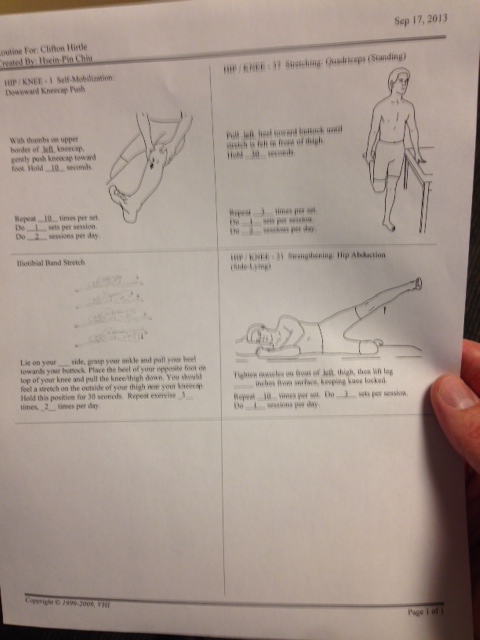 Sep 17, 2013
Routine For: Clifton Hirtle
Created By: Hsein-Pin Chiu
HIP / KNEE - 1 Self-Mobilization:
Downward Kneecap Push
With thumbs on upper
border of left kneecap,
gently push kneecap toward
foot. Hold 10 seconds.
Repeat 10 times per set.
Do 1 sets per session.
Do 2 sessions per day.
HIP / KNEE - 37 Stretching: Quadriceps (Standing)
Pull left heel toward buttock until
stretch is felt in front of thigh.
Hold 30 seconds.
Repeat 3 times per set.
Do 1 sets per session.
Do 2 sessions per day.
Iliotibial Band Stretch
Lie on your ___ side, grasp your ankle and pull your heel
towards your buttock. Place the heel of your opposite foot on
top of your knee and pull the knee/thigh down. You should
feel a stretch on the outside of your thigh near your kneecap.
Hold this position for 30 seconds. Repeat exercise 3
times, 2 times per day.
HIP / KNEE - 21 Strengthening: Hip Abduction
(Side-Lying)
Tighten muscles on front of left thigh, then lift leg
____ inches from surface, keeping knee locked.
Repeat 10 times per set. Do 3 sets per session.
Do 1 sessions per day.
Copyright © 1999-2009, VHI
Page 1 of 1